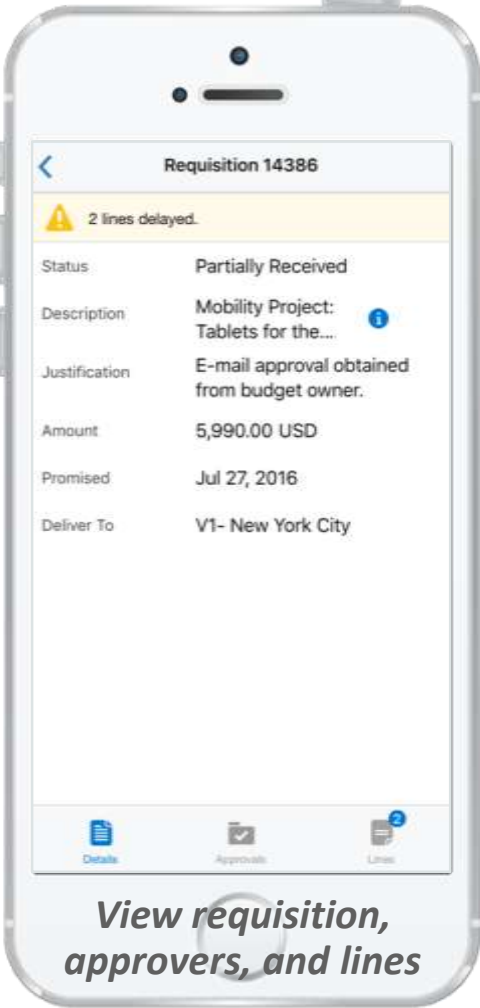 Requisition 14386
2 lines delayed.
Status Partially Received
Description Mobility Project:
Tablets for the...
Justification E-mail approval obtained
from budget owner.
Amount 5,990.00 USD
Promised Jul 27, 2016
Deliver To V1- New York City
2
Details Approvals Lines
View requisition,
approvers, and lines